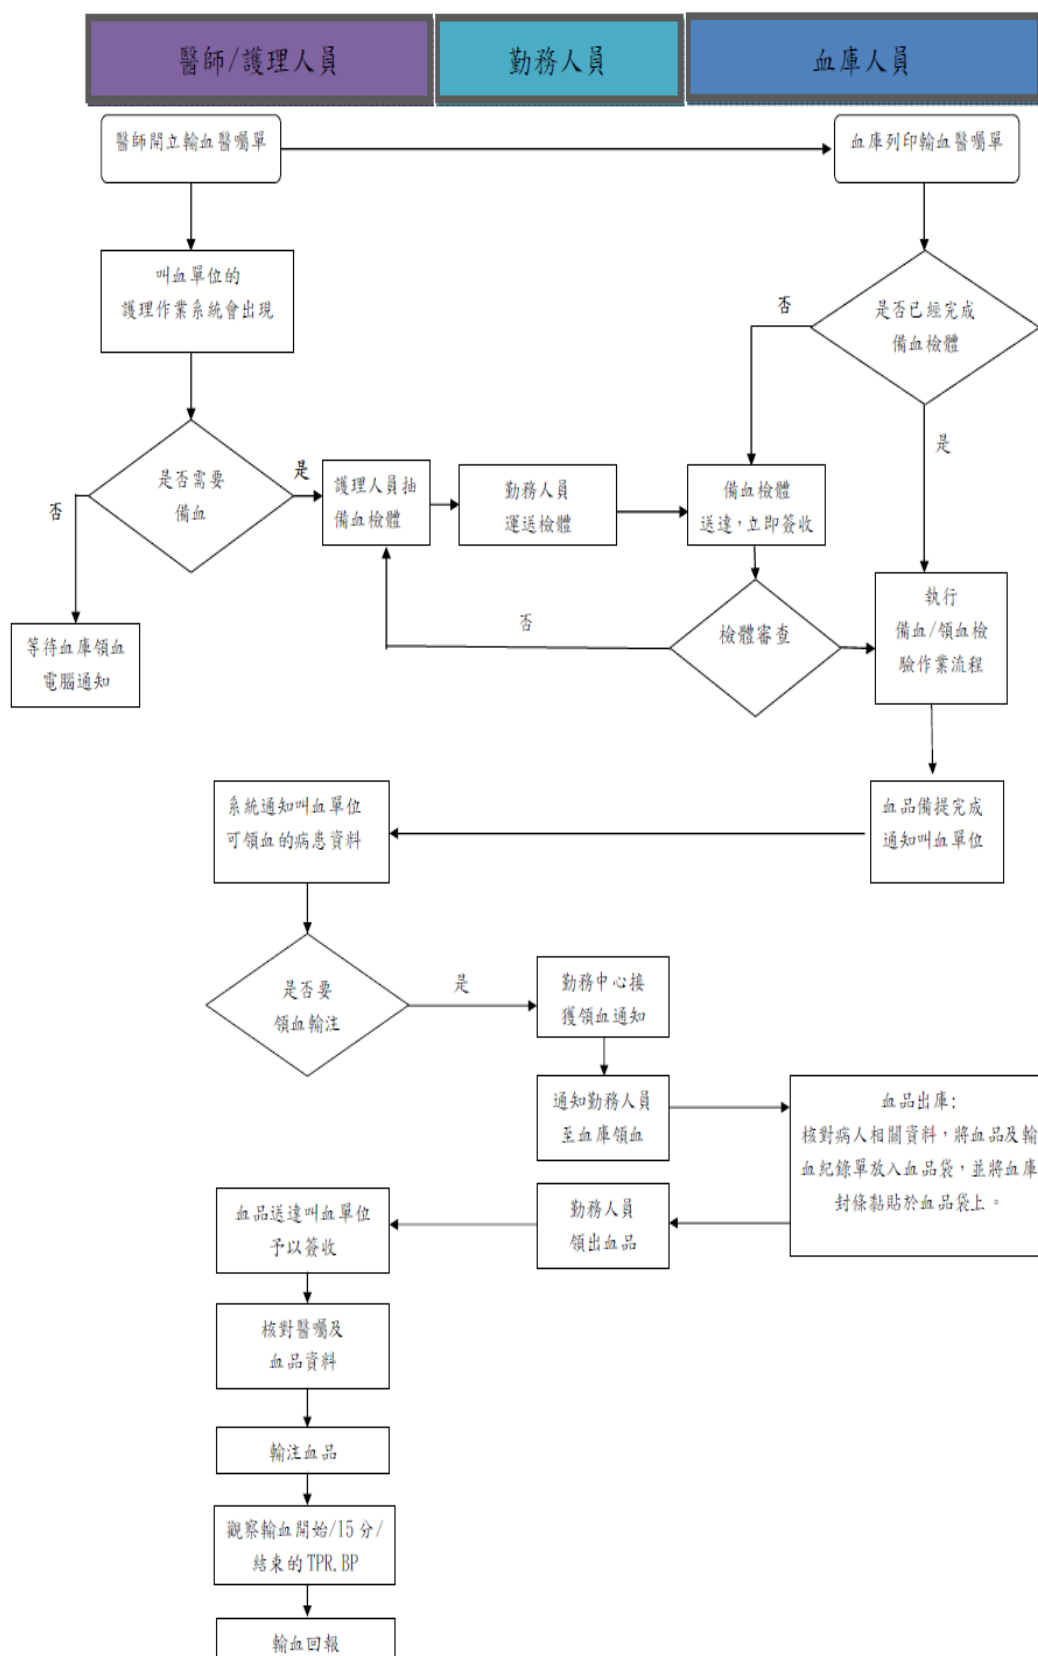 醫師/護理人員
勤務人員
血庫人員
醫師開立輸血醫囑單
血庫列印輸血醫囑單
叫血單位的
護理作業系統會出現
否
是否已經完成
備血檢體
是
是否需要
備血
是
否
護理人員抽
備血檢體
勤務人員
運送檢體
備血檢體
送達,立即簽收
等待血庫領血
電腦通知
否
檢體審查
執行
備血/領血檢
驗作業流程
系統通知叫血單位
可領血的病患資料
血品備提完成
通知叫血單位
是否要
領血輸注
是
勤務中心接
獲領血通知
通知勤務人員
至血庫領血
血品出庫:
核對病人相關資料,將血品及輸
血紀錄單放入血品袋,並將血庫
封條黏貼於血品袋上。
血品送達叫血單位
予以簽收
勤務人員
領出血品
核對醫囑及
血品資料
輸注血品
觀察輸血開始/15分/
結束的TPR.BP
輸血回報